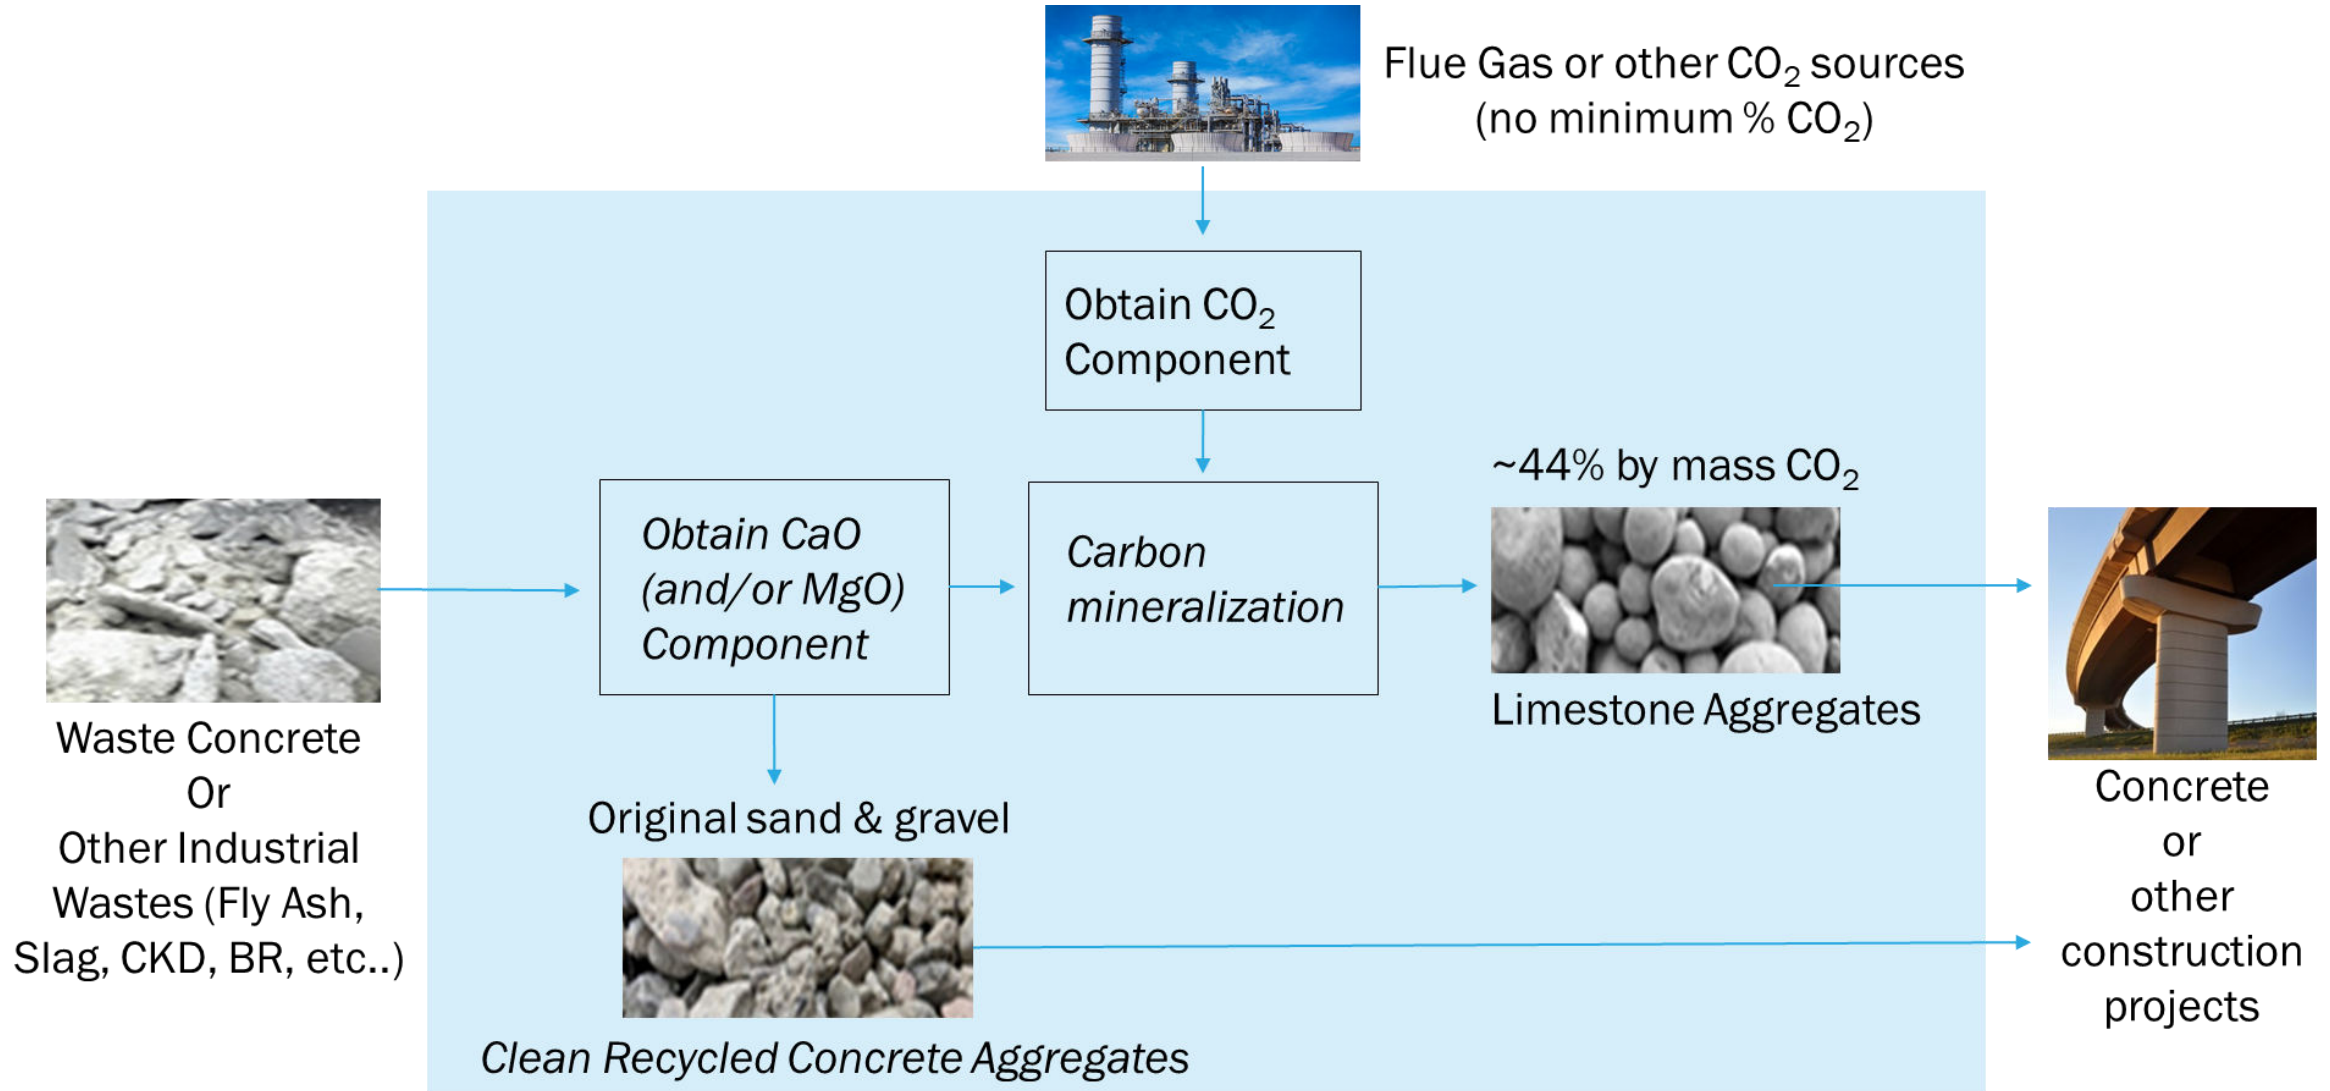 Flue Gas or other CO₂ sources
(no minimum % CO₂)
Obtain CO₂
Component
~44% by mass CO₂
Obtain CaO
(and/or MgO)
Component
Carbon
mineralization
Limestone Aggregates
Waste Concrete
Or
Other Industrial
Wastes (Fly Ash,
Slag, CKD, BR, etc..)
Original sand & gravel
Clean Recycled Concrete Aggregates
Concrete
or
other
construction
projects